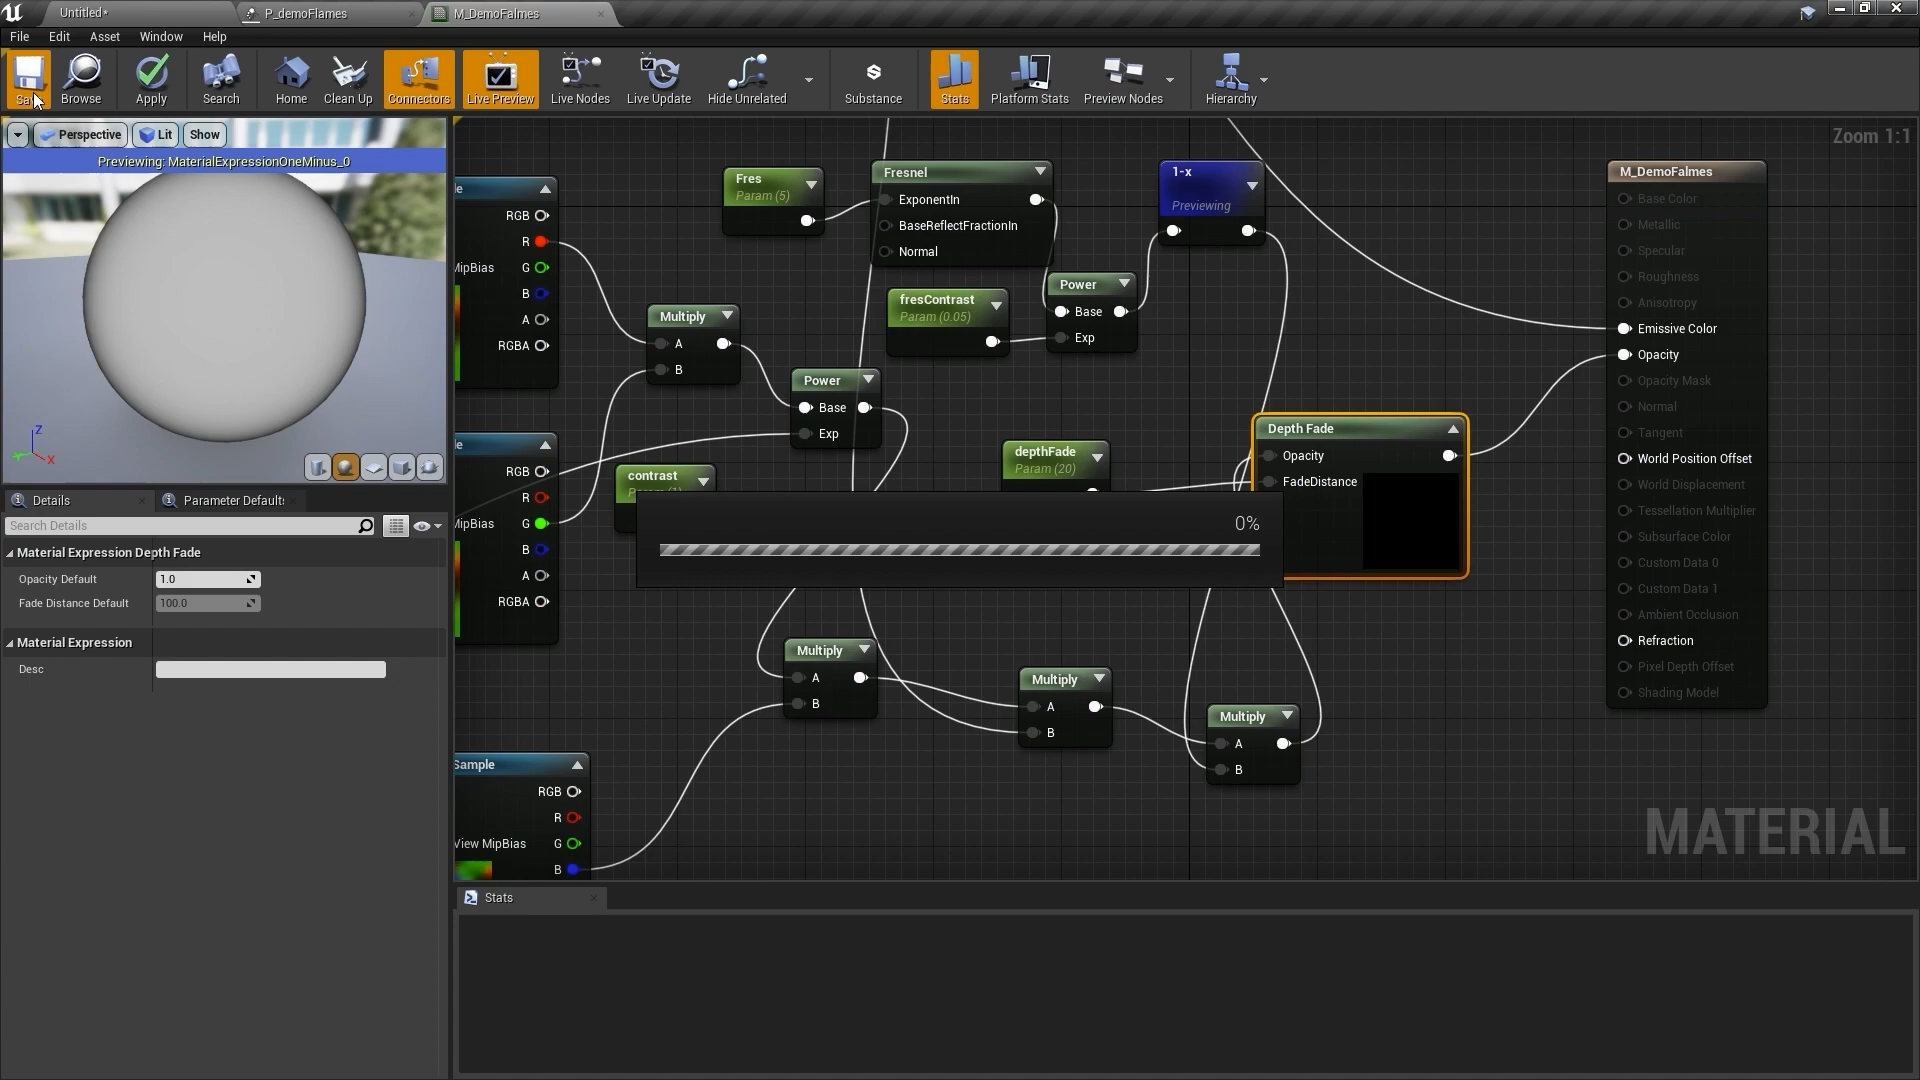 Untitled*
P_demoFlames
M_DemoFalmes
File Edit Asset Window Help
Browse
Apply
Search
Home
Clean Up
Connectors
Live Preview
Live Nodes
Live Update
Hide Unrelated
Substance
Stats
Platform Stats
Preview Nodes
Hierarchy
Perspective
Lit
Show
Previewing: MaterialExpressionOneMinus_0
Z
X
Details
Parameter Default
Search Details
Material Expression Depth Fade
Opacity Default 1.0
Fade Distance Default 100.0
Material Expression
Desc
Zoom 1:1
RGB
R
MipBias G
B
A
RGBA
RGB
R
MipBias G
B
A
RGBA
Sample
RGB
R
View MipBias G
B
Fres
Param (5)
Fresnel
ExponentIn
BaseReflectFractionIn
Normal
1-x
Previewing
fresContrast
Param (0.05)
Power
Base
Exp
Multiply
A
B
Power
Base
Exp
contrast
depthFade
Param (20)
Depth Fade
Opacity
FadeDistance
0%
Multiply
A
B
Multiply
A
B
Multiply
A
B
M_DemoFalmes
Base Color
Metallic
Specular
Roughness
Anisotropy
Emissive Color
Opacity
Opacity Mask
Normal
Tangent
World Position Offset
World Displacement
Tessellation Multiplier
Subsurface Color
Custom Data 0
Custom Data 1
Ambient Occlusion
Refraction
Pixel Depth Offset
Shading Model
MATERIAL
Stats